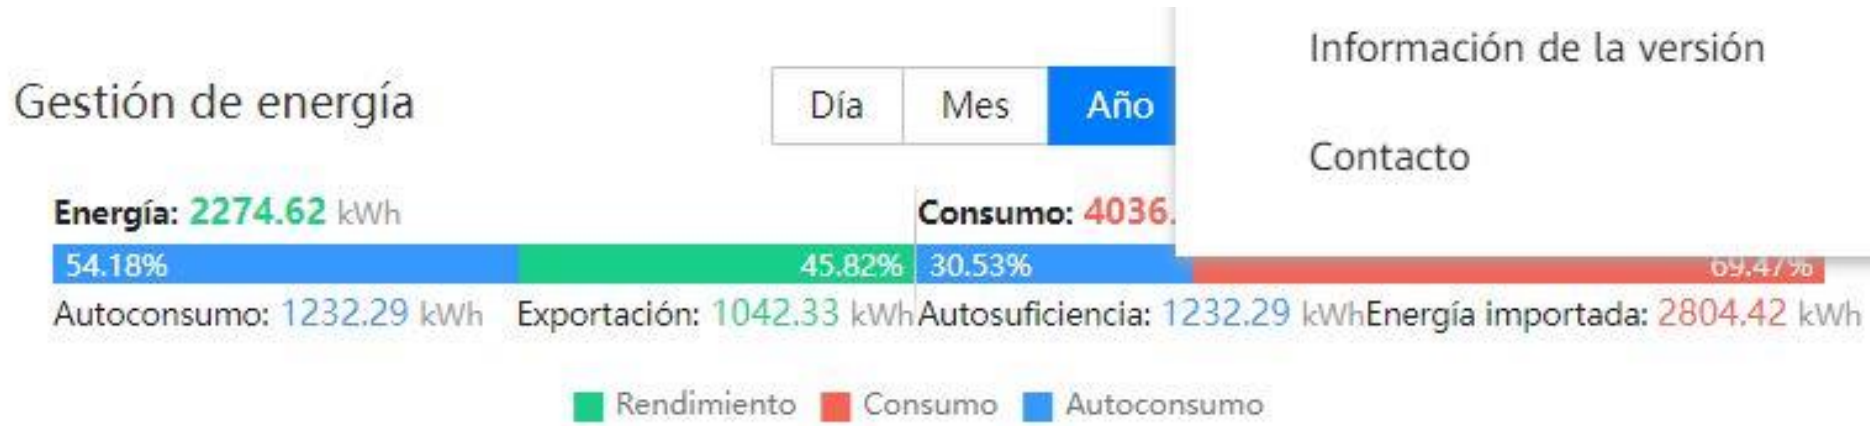 Información de la versión
Gestión de energía
Día Mes Año
Contacto
Energía: 2274.62 kWh
Consumo: 4036.
54.18% 45.82% 30.53% 69.47%
Autoconsumo: 1232.29 kWh Exportación: 1042.33 kWh Autosuficiencia: 1232.29 kWh Energía importada: 2804.42 kWh
Rendimiento Consumo Autoconsumo